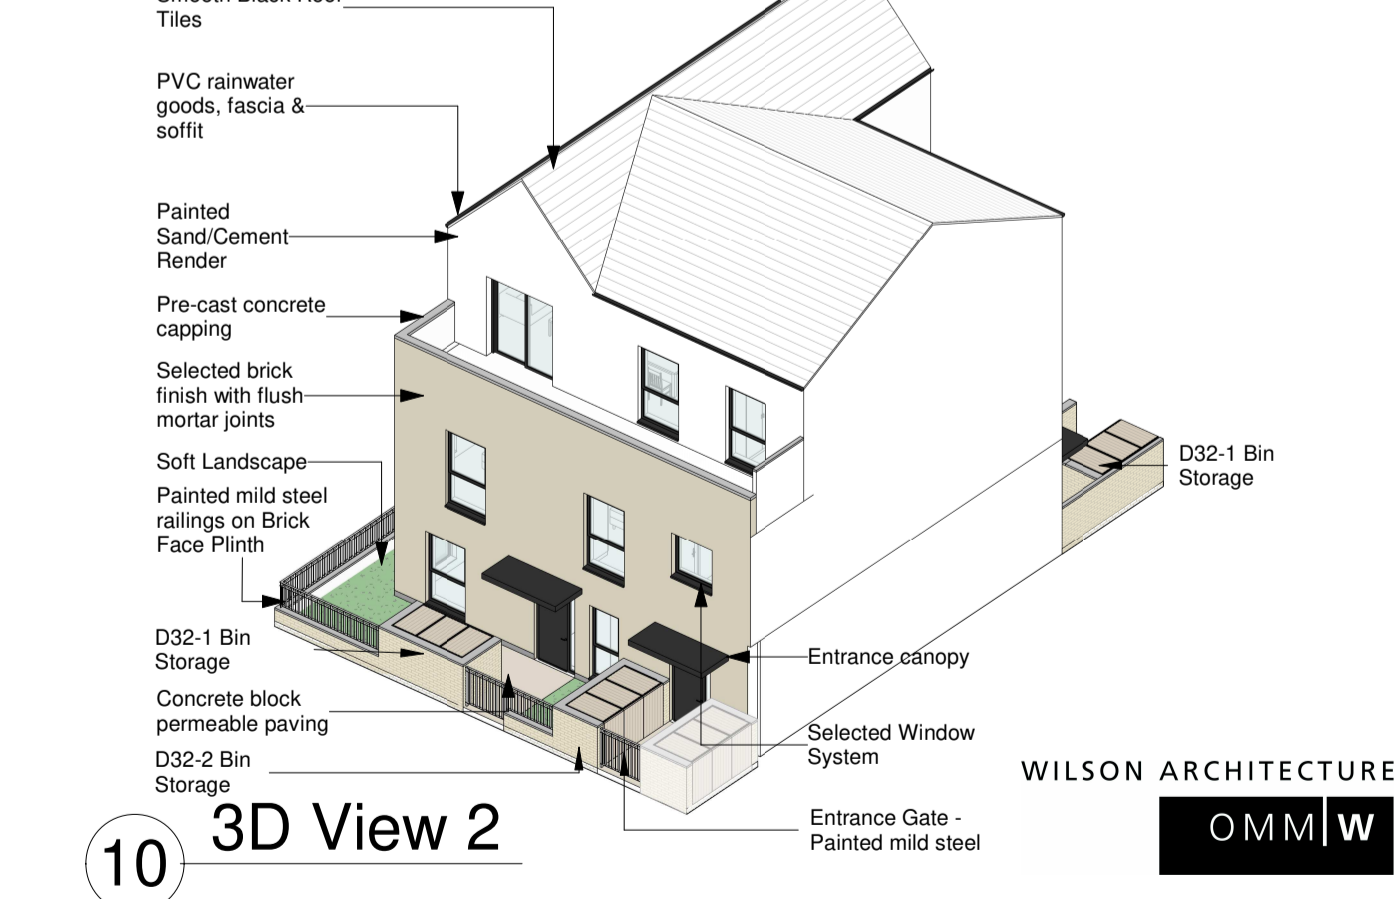 Smooth Black Roof
Tiles
PVC rainwater
goods, fascia &
soffit
Painted
Sand/Cement
Render
Pre-cast concrete
capping
Selected brick
finish with flush
mortar joints
Soft Landscape
Painted mild steel
railings on Brick
Face Plinth
D32-1 Bin
Storage
Concrete block
permeable paving
D32-2 Bin
Storage
D32-1 Bin
Storage
Entrance canopy
Selected Window
System
Entrance Gate -
Painted mild steel
10
3D View 2
WILSON ARCHITECTURE
OMM W